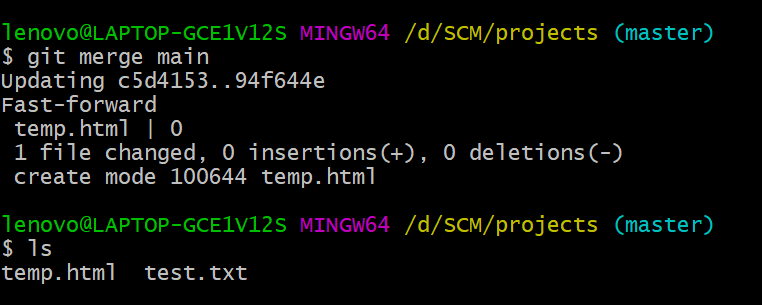 lenovo@LAPTOP-GCE1V12S MINGW64 /d/SCM/projects (master)
$ git merge main
Updating c5d4153..94f644e
Fast-forward
 temp.html | 0
 1 file changed, 0 insertions(+), 0 deletions(-)
 create mode 100644 temp.html
lenovo@LAPTOP-GCE1V12S MINGW64 /d/SCM/projects (master)
$ ls
temp.html  test.txt